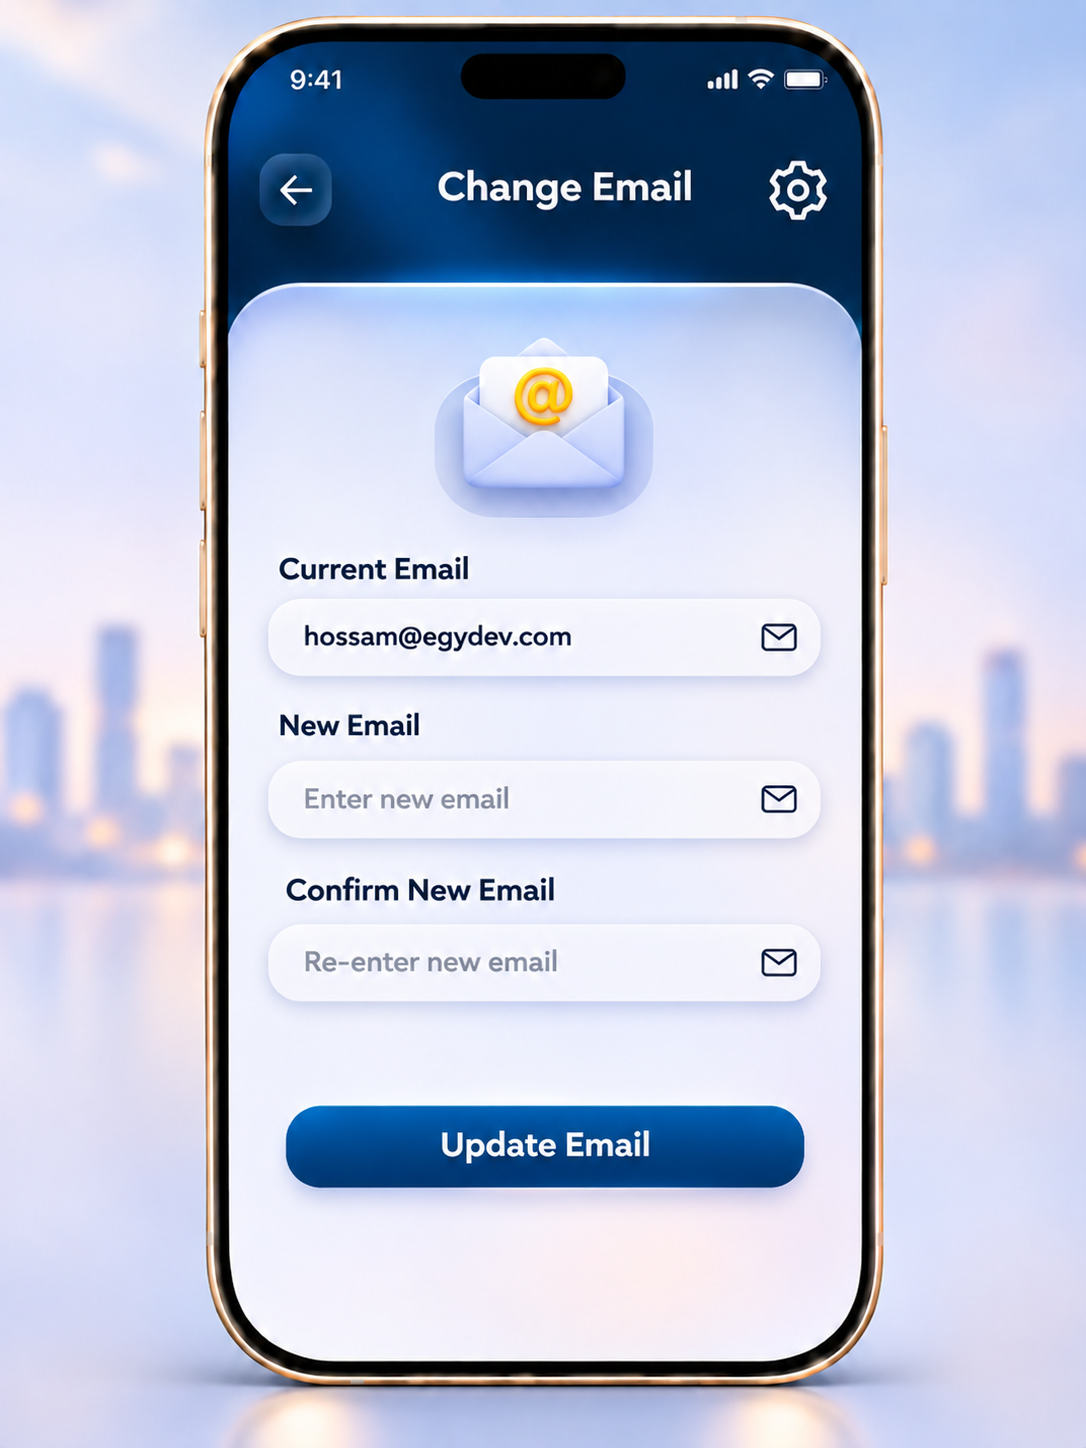 9:41
Change Email
@
Current Email
hossam@egydev.com
New Email
Enter new email
Confirm New Email
Re-enter new email
Update Email